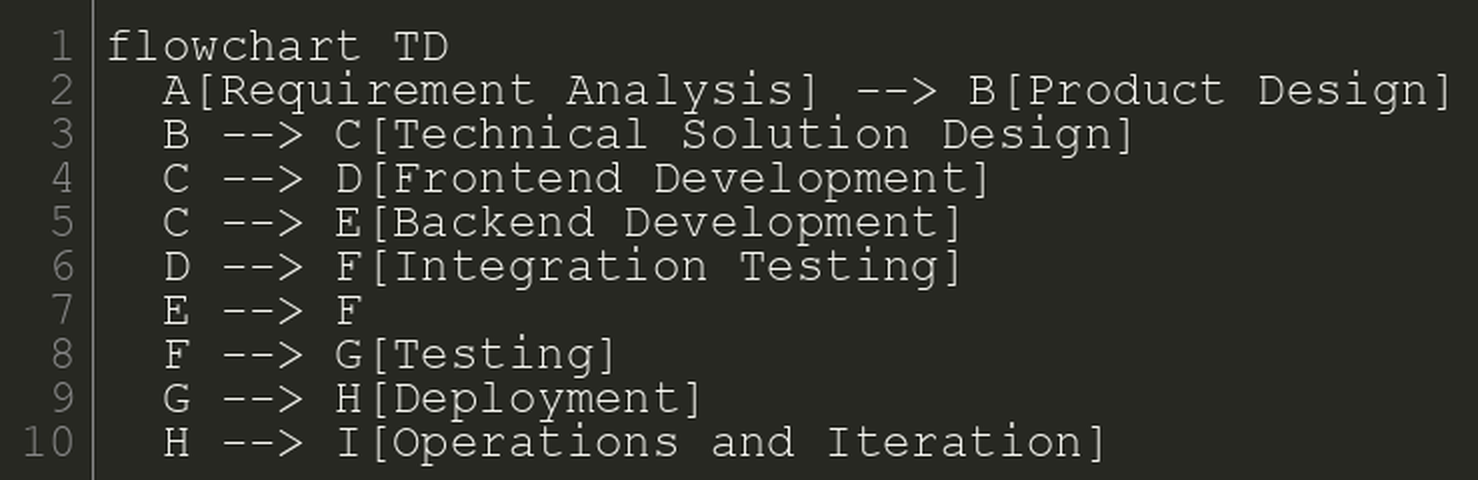 1 flowchart TD
2   A[Requirement Analysis] --> B[Product Design]
3   B --> C[Technical Solution Design]
4   C --> D[Frontend Development]
5   C --> E[Backend Development]
6   D --> F[Integration Testing]
7   E --> F
8   F --> G[Testing]
9   G --> H[Deployment]
10   H --> I[Operations and Iteration]